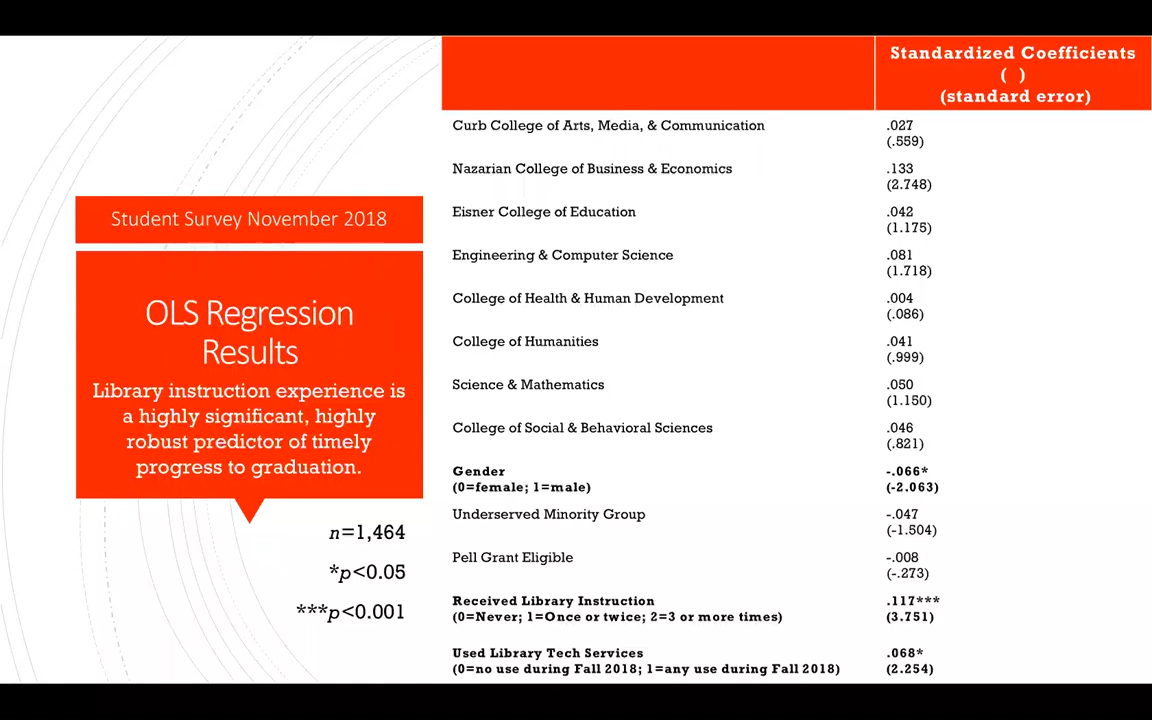 Student Survey November 2018
OLS Regression
Results
Library instruction experience is
a highly significant, highly
robust predictor of timely
progress to graduation.
n=1,464
*p<0.05
***p<0.001
Standardized Coefficients
( )
(standard error)
Curb College of Arts, Media, & Communication
.027
(.559)
Nazarian College of Business & Economics
.133
(2.748)
Eisner College of Education
.042
(1.175)
Engineering & Computer Science
.081
(1.718)
College of Health & Human Development
.004
(.086)
College of Humanities
.041
(.999)
Science & Mathematics
.050
(1.150)
College of Social & Behavioral Sciences
.046
(.821)
Gender
(0=female; 1=male)
-.066*
(-2.063)
Underserved Minority Group
-.047
(-1.504)
Pell Grant Eligible
-.008
(-.273)
Received Library Instruction
(0=Never; 1=Once or twice; 2=3 or more times)
.117***
(3.751)
Used Library Tech Services
(0=no use during Fall 2018; 1=any use during Fall 2018)
.068*
(2.254)